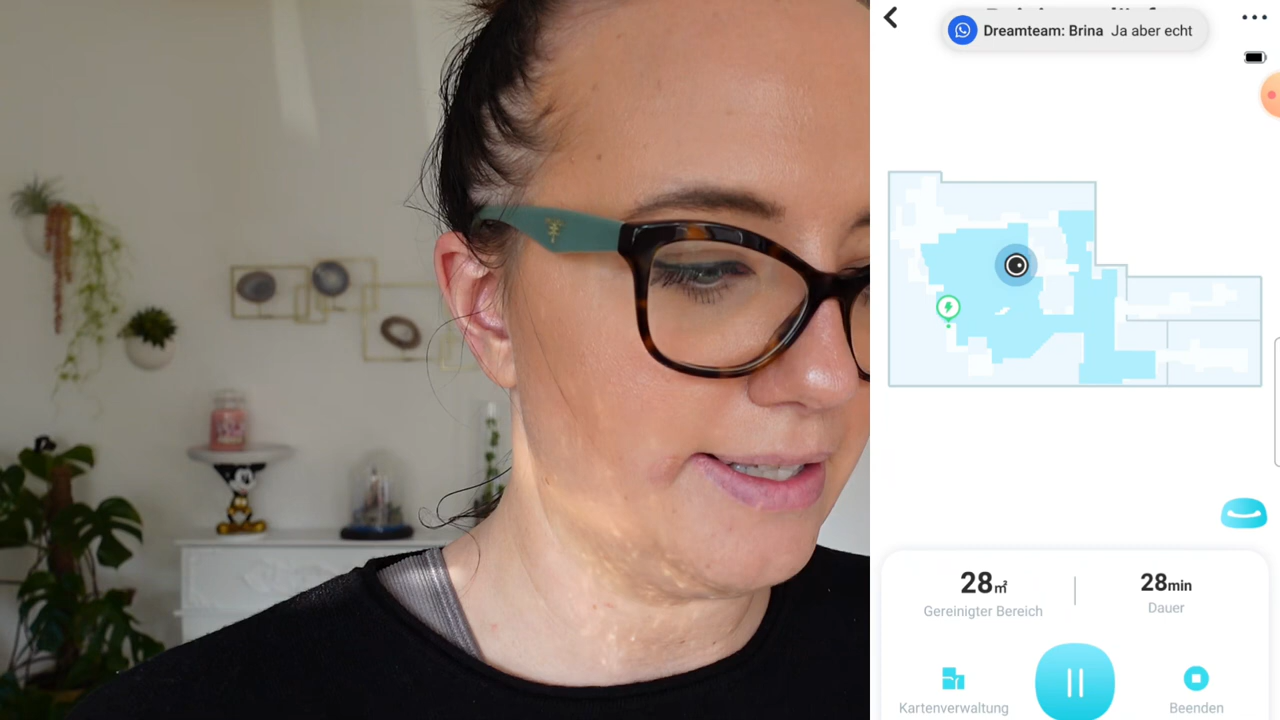 Dreamteam: Brina Ja aber echt
28㎡
Gereinigter Bereich
28min
Dauer
Kartenverwaltung
Beenden